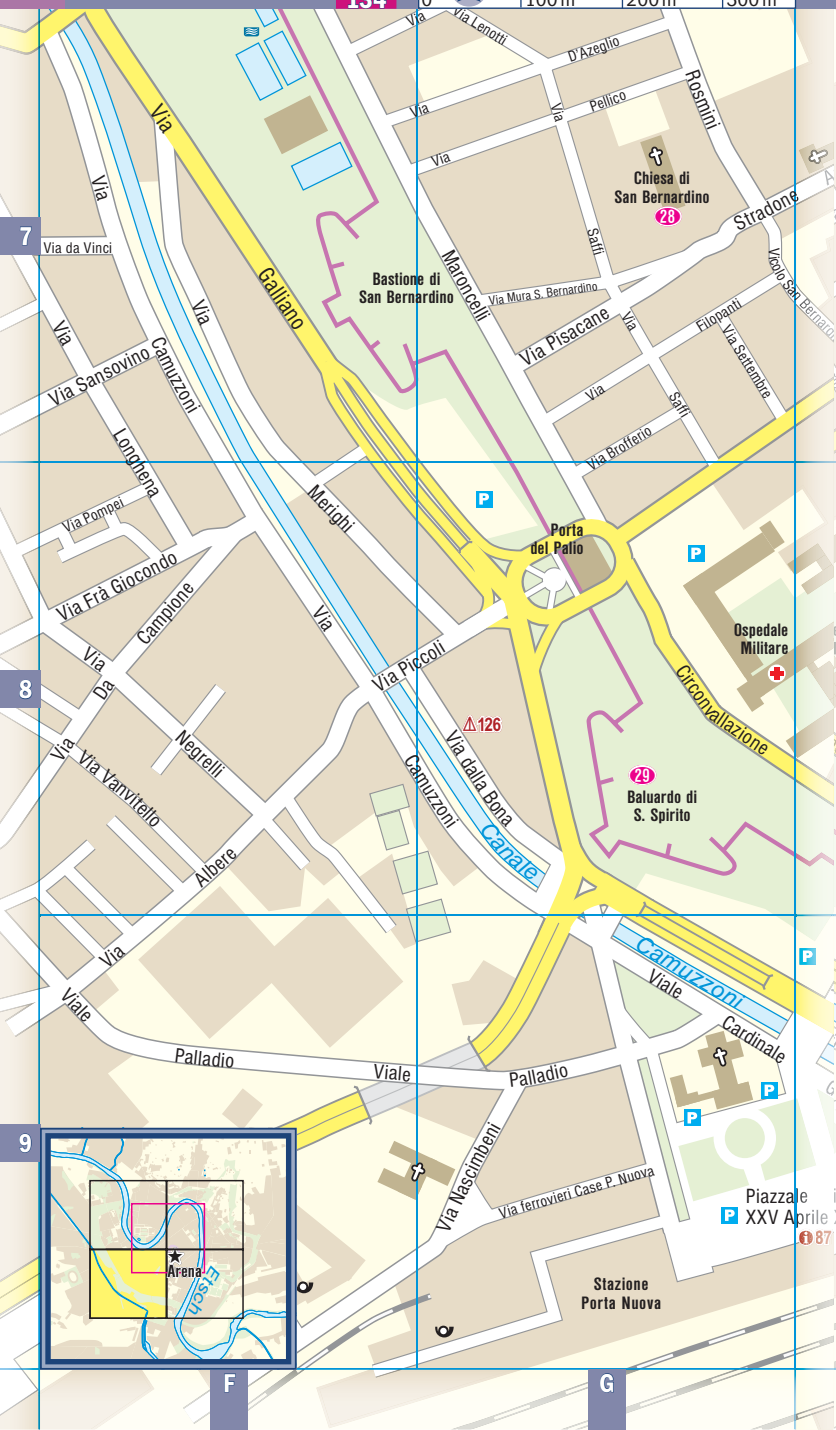 134
0
100 m
200 m
300 m
Via
Via Lenotti
D'Azeglio
Via
Pellico
Via
Via
Rosmini
Via
Chiesa di
San Bernardino
28
Stradone
Via
7
Via da Vinci
Galliano
Bastione di
San Bernardino
Maroncelli
Saffi
Via Mura S. Bernardino
Vicolo San Bernardino
Via
Via
Via Pisacane
Via
Filopanti
Via Settembre
Via Sansovino
Camuzzoni
Via
Saffi
Longhena
Via Brofferio
Merighi
P
Via Pompei
Porta
del Palio
P
Via Frà Giocondo
Campione
Via
Ospedale
Militare
Via
Via Piccoli
8
Da
Circonvallazione
126
Via
Negrelli
Via Vanvitello
Via dalla Bona
Camuzzoni
29
Baluardo di
S. Spirito
Canale
Albere
Via
Camuzzoni
P
Viale
Viale
Cardinale
Palladio
Viale
Palladio
P
P
9
Via Nascimbeni
Via ferrovieri Case P. Nuova
Piazzale
P
XXV Aprile
87
Arena
Etsch
Stazione
Porta Nuova
F
G